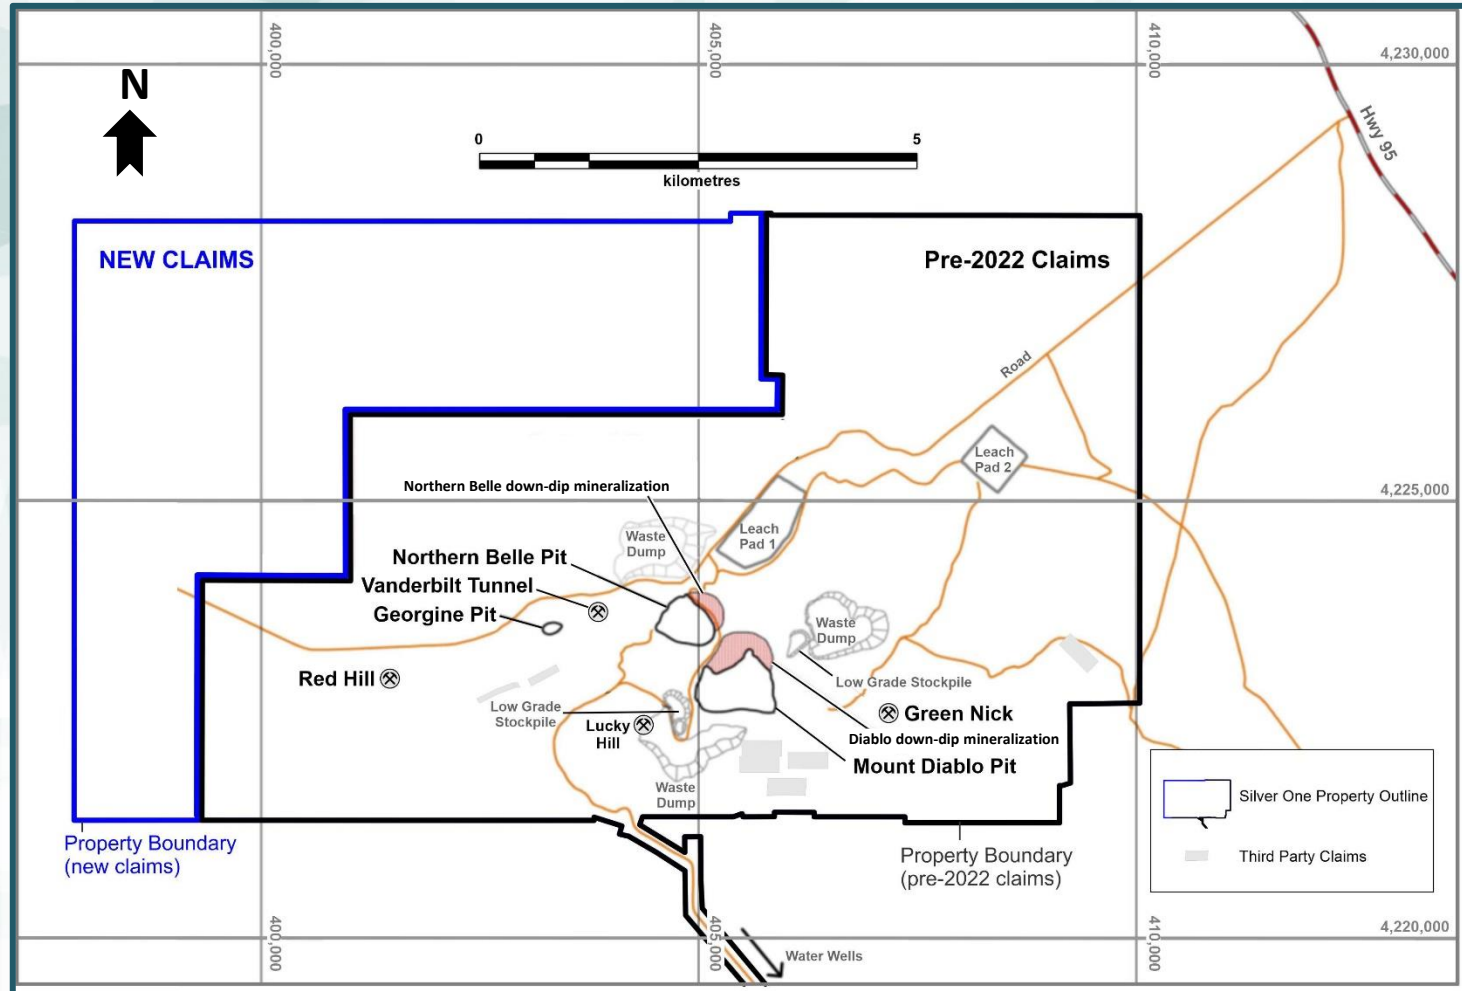 400,000
405,000
410,000
4,230,000
N
Hwy 95
0
5
kilometres
NEW CLAIMS
Pre-2022 Claims
Road
Leach
Pad 2
Northern Belle down-dip mineralization
4,225,000
Waste
Dump
Leach
Pad 1
Northern Belle Pit
Vanderbilt Tunnel
Georgine Pit
Waste
Dump
Red Hill
Low Grade Stockpile
Low Grade
Stockpile
Lucky
Hill
Green Nick
Diablo down-dip mineralization
Mount Diablo Pit
Waste
Dump
Silver One Property Outline
Third Party Claims
Property Boundary
(new claims)
Property Boundary
(pre-2022 claims)
400,000
405,000
410,000
4,220,000
Water Wells